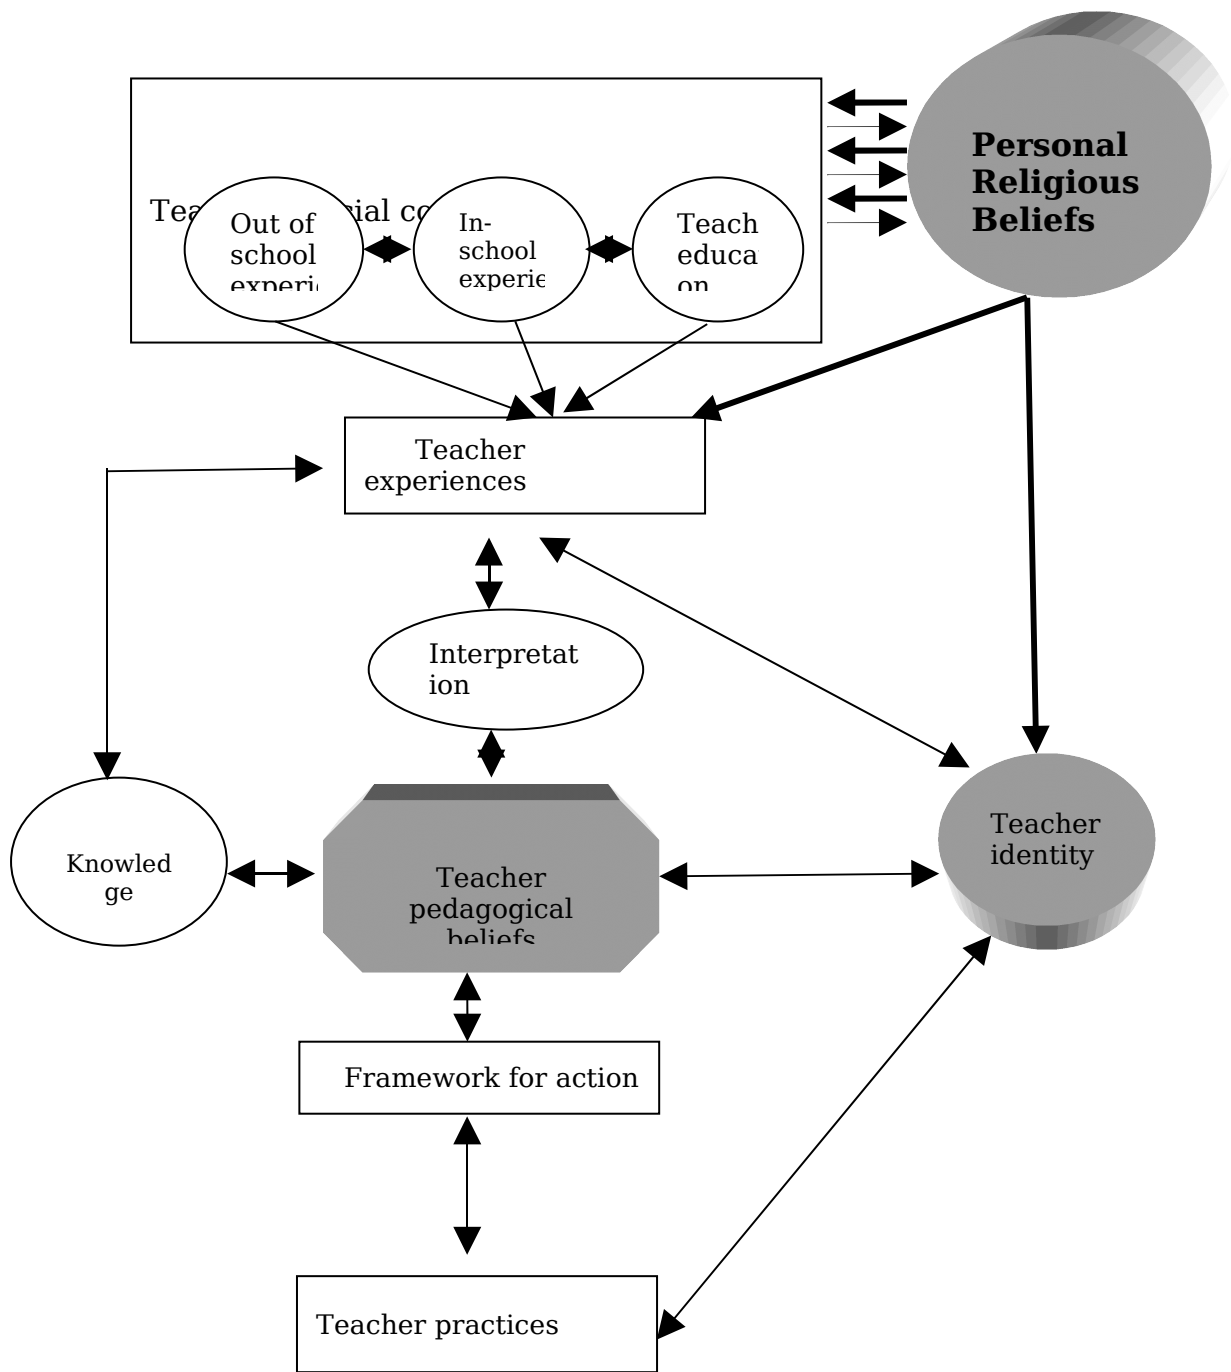 Personal
Religious
Beliefs
Out of
school
In-
school
Teacher
experiences
Interpretat
ion
Knowled
ge
Teacher
pedagogical
beliefs
Teacher
identity
Framework for action
Teacher practices